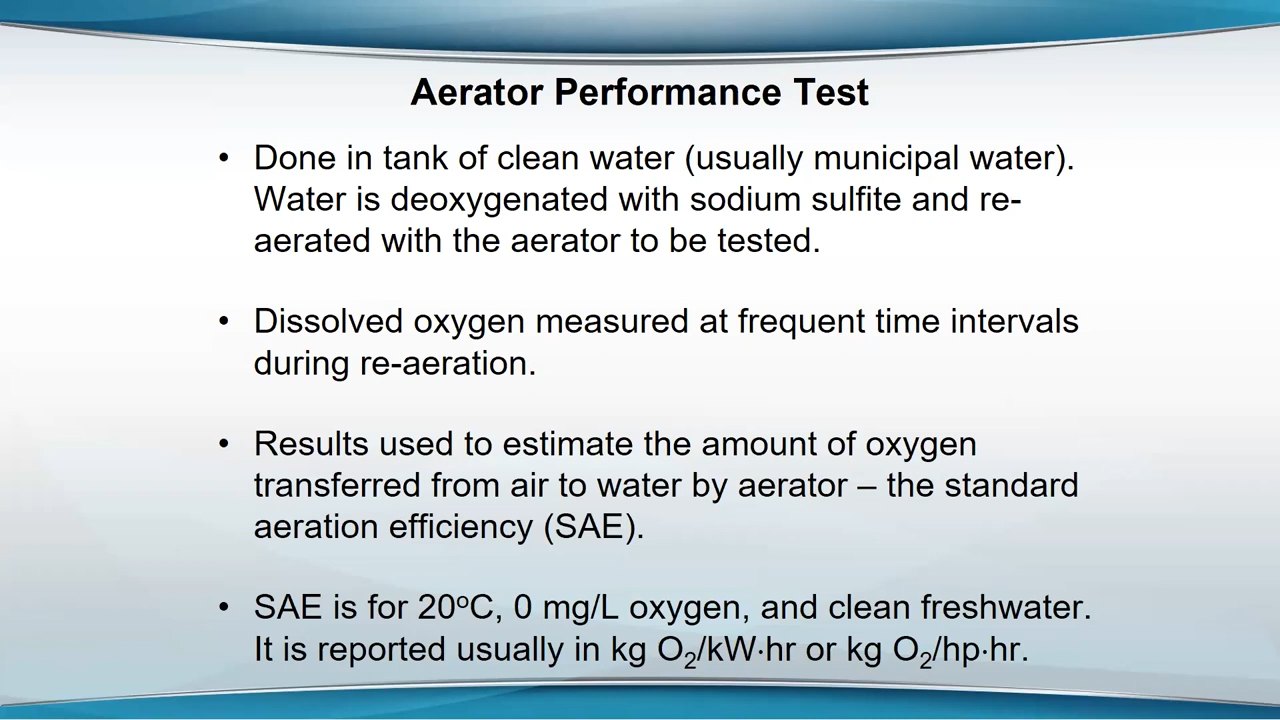 Aerator Performance Test
• Done in tank of clean water (usually municipal water).
Water is deoxygenated with sodium sulfite and re-
aerated with the aerator to be tested.
• Dissolved oxygen measured at frequent time intervals
during re-aeration.
• Results used to estimate the amount of oxygen
transferred from air to water by aerator – the standard
aeration efficiency (SAE).
• SAE is for 20ºC, 0 mg/L oxygen, and clean freshwater.
It is reported usually in kg O₂/kW·hr or kg O₂/hp·hr.